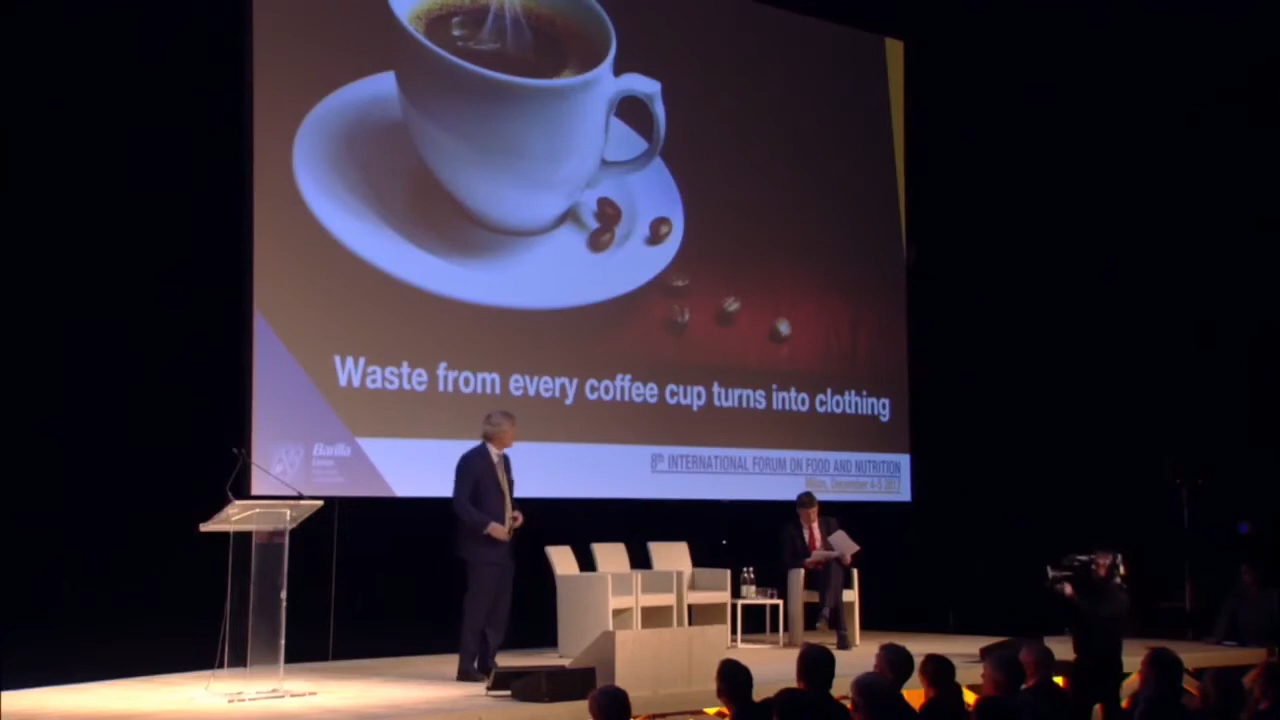 Waste from every coffee cup turns into clothing
Barilla
8th INTERNATIONAL FORUM ON FOOD AND NUTRITION
Milan, December 4-5 2017